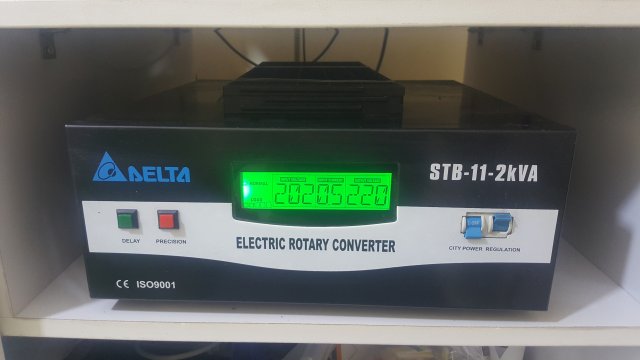 DELTA
STB-11-2kVA
20205220
DELAY
PRECISION
ELECTRIC ROTARY CONVERTER
CITY POWER REGULATION
CE ISO9001